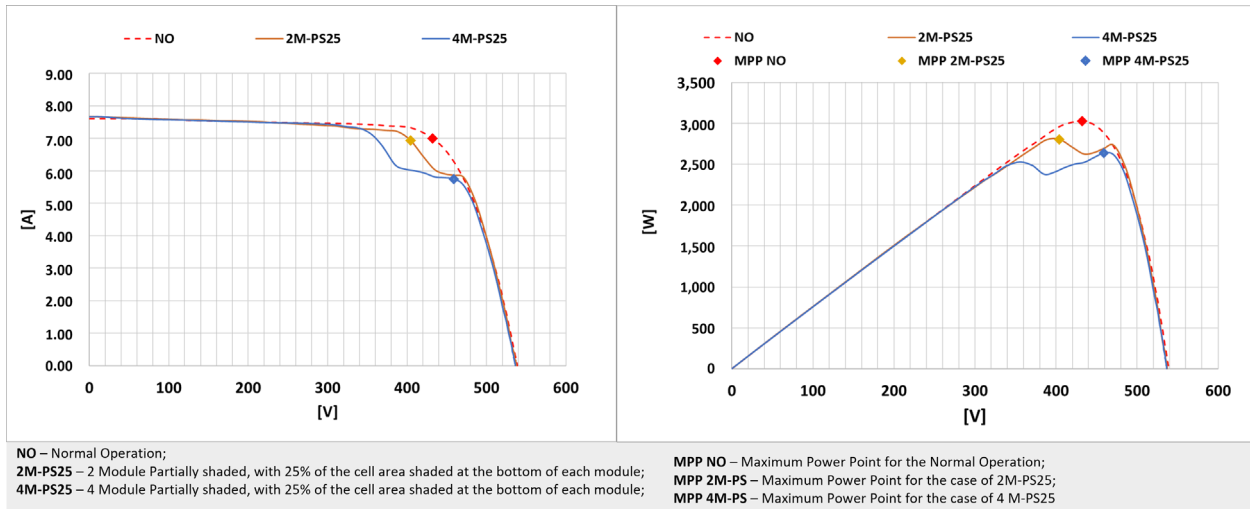 NO
2M-PS25
4M-PS25
9.00
8.00
7.00
6.00
5.00
4.00
3.00
2.00
1.00
0.00
[A]
0
100
200
300
400
500
600
[V]
NO
2M-PS25
4M-PS25
MPP NO
MPP 2M-PS25
MPP 4M-PS25
3,500
3,000
2,500
2,000
1,500
1,000
500
0
[W]
0
100
200
300
400
500
600
[V]
NO – Normal Operation;
2M-PS25 – 2 Module Partially shaded, with 25% of the cell area shaded at the bottom of each module;
4M-PS25 – 4 Module Partially shaded, with 25% of the cell area shaded at the bottom of each module;
MPP NO – Maximum Power Point for the Normal Operation;
MPP 2M-PS – Maximum Power Point for the case of 2M-PS25;
MPP 4M-PS – Maximum Power Point for the case of 4 M-PS25